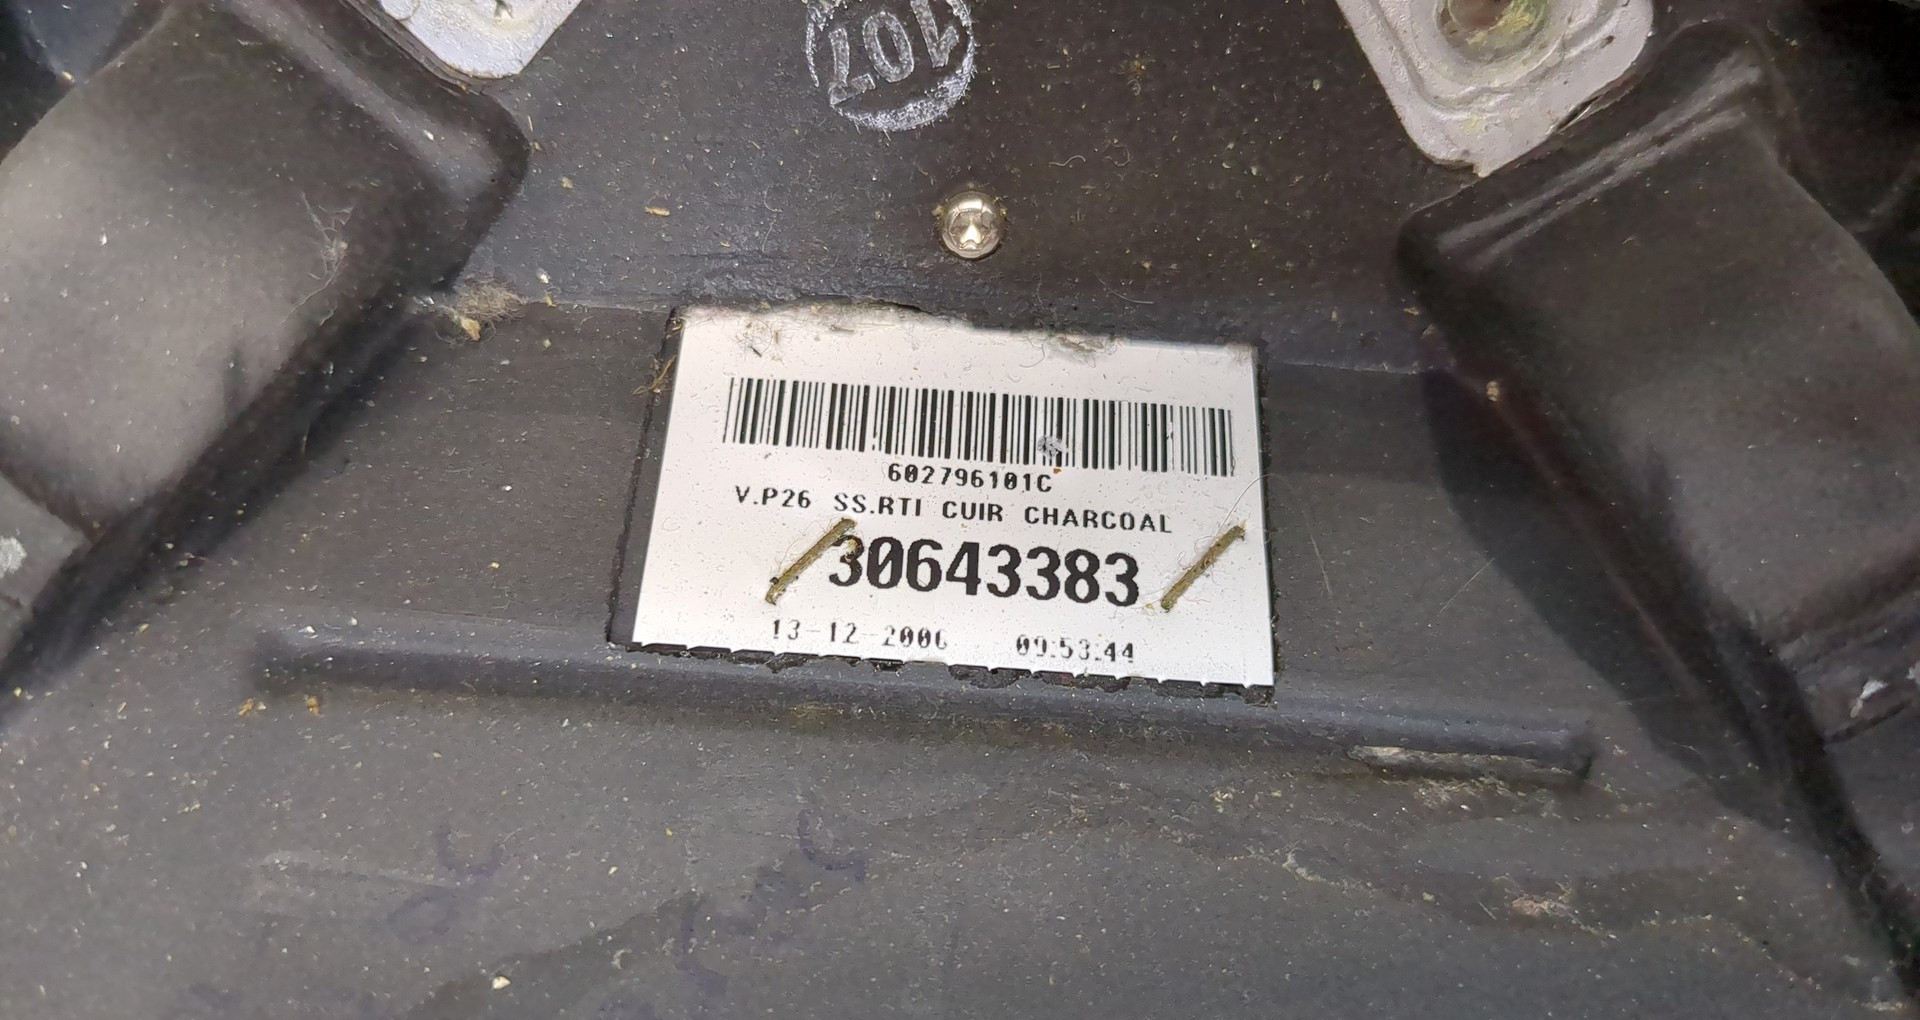 107
602796101C
V.P26 SS.RTI CUIR CHARCOAL
30643383
13-12-2006 09:53:44